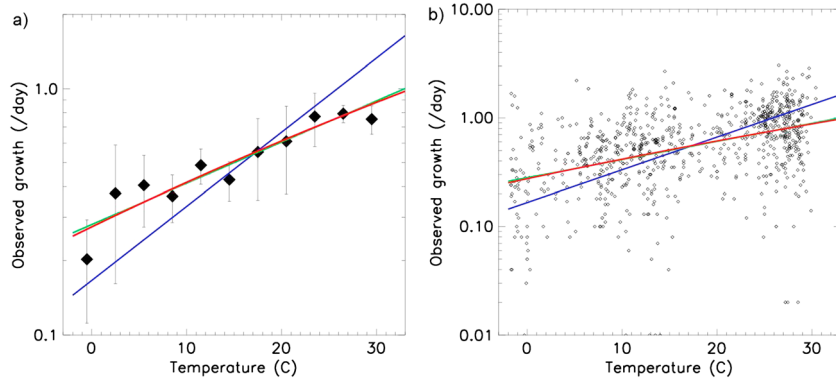 a)
Observed growth (/day)
1.0
0.1
0
10
20
30
Temperature (C)
b)
Observed growth (/day)
10.00
1.00
0.10
0.01
0
10
20
30
Temperature (C)